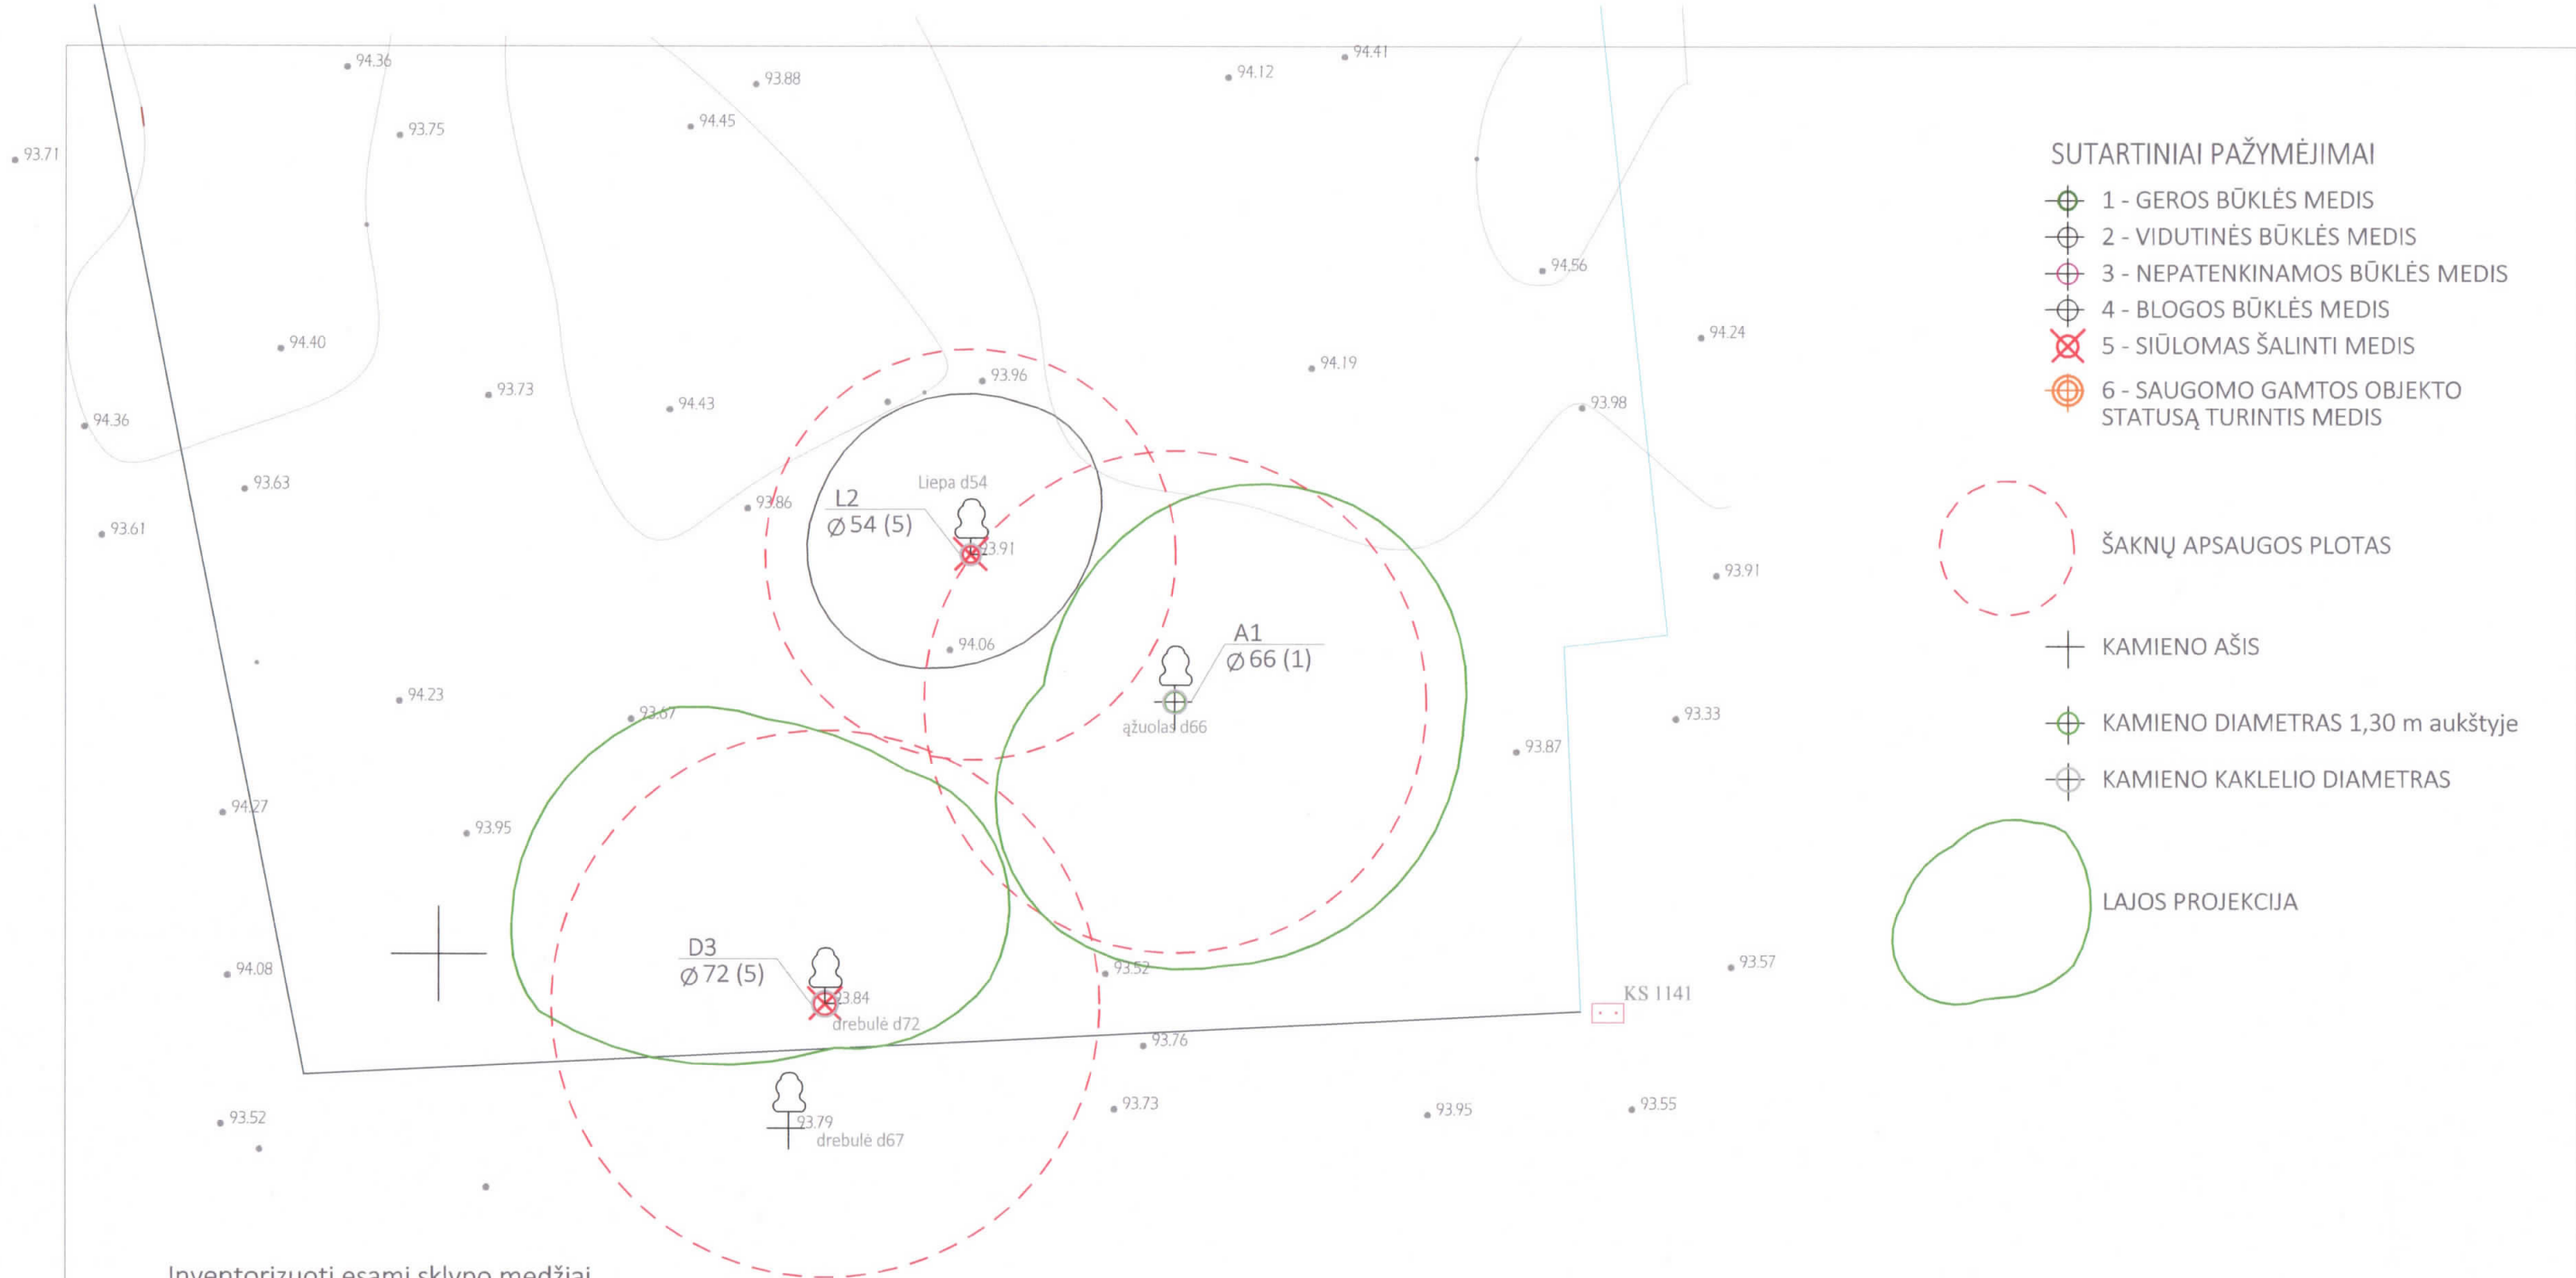 94.36
94.41
94.12
93.88
94.45
93.75
93.71
94.56
94.24
94.40
94.19
93.96
93.73
94.43
93.98
94.36
93.63
93.86
93.61
Liepa d54
L2
Ø 54 (5)
93.91
93.91
94.06
A1
Ø 66 (1)
94.23
93.67
ąžuolas d66
93.33
93.87
94.27
93.95
D3
Ø 72 (5)
94.08
93.52
93.57
93.84
drebulė d72
KS 1141
93.76
93.52
93.79
drebulė d67
93.73
93.95
93.55
Inventorizuoti esami sklypo medžiai
SUTARTINIAI PAŽYMĖJIMAI
1 - GEROS BŪKLĖS MEDIS
2 - VIDUTINĖS BŪKLĖS MEDIS
3 - NEPATENKINAMOS BŪKLĖS MEDIS
4 - BLOGOS BŪKLĖS MEDIS
5 - SIŪLOMAS ŠALINTI MEDIS
6 - SAUGOMO GAMTOS OBJEKTO
STATUSĄ TURINTIS MEDIS
ŠAKNŲ APSAUGOS PLOTAS
KAMIENO AŠIS
KAMIENO DIAMETRAS 1,30 m aukštyje
KAMIENO KAKLELIO DIAMETRAS
LAJOS PROJEKCIJA